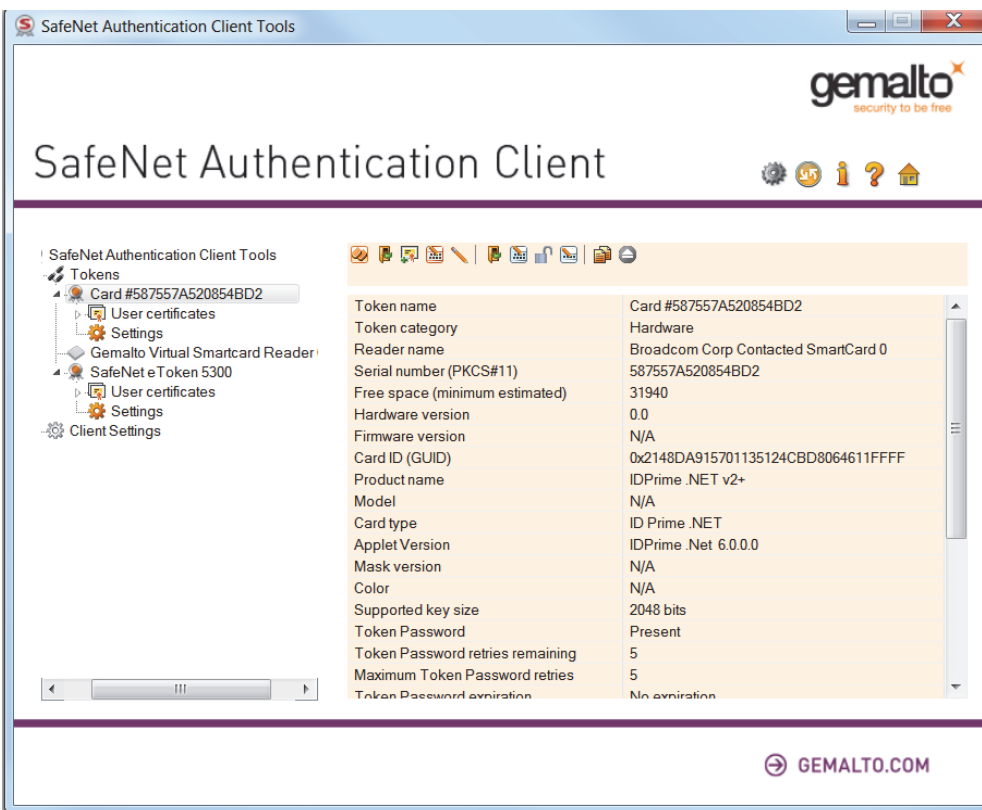 SafeNet Authentication Client Tools
gemalto
security to be free
SafeNet Authentication Client
SafeNet Authentication Client Tools
Tokens
Card #587557A520854BD2
User certificates
Settings
Gemalto Virtual Smartcard Reader
SafeNet eToken 5300
User certificates
Settings
Client Settings
Token name Card #587557A520854BD2
Token category Hardware
Reader name Broadcom Corp Contacted SmartCard 0
Serial number (PKCS#11) 587557A520854BD2
Free space (minimum estimated) 31940
Hardware version 0.0
Firmware version N/A
Card ID (GUID) 0x2148DA915701135124CBD8064611FFFF
Product name IDPrime .NET v2+
Model N/A
Card type ID Prime .NET
Applet Version IDPrime .Net 6.0.0.0
Mask version N/A
Color N/A
Supported key size 2048 bits
Token Password Present
Token Password retries remaining 5
Maximum Token Password retries 5
Token Password expiration No expiration
GEMALTO.COM